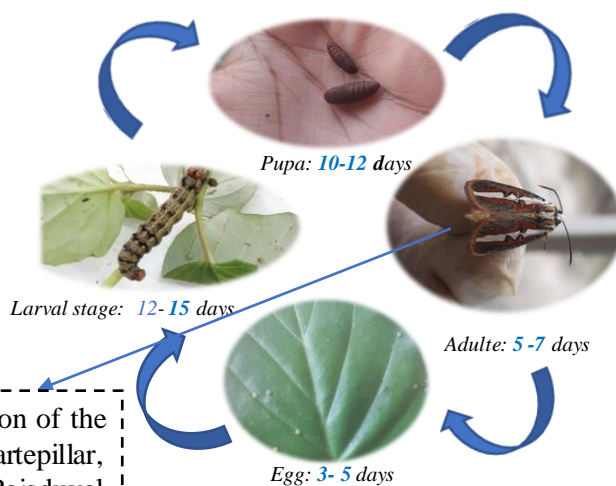 Pupa: 10-12 days
Larval stage: 12- 15 days
Adulte: 5 -7 days
Egg: 3- 5 days
ion of the
artepillar,